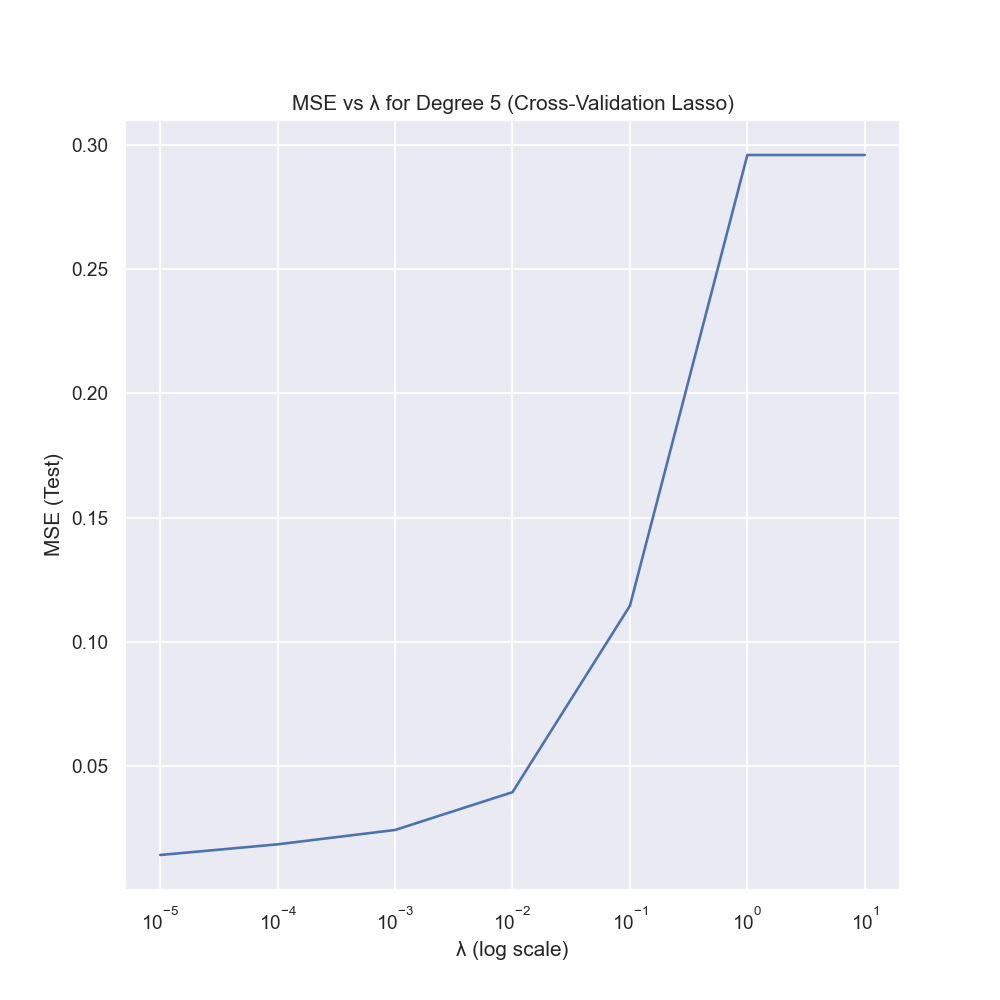 MSE vs λ for Degree 5 (Cross-Validation Lasso)
MSE (Test)
0.30
0.25
0.20
0.15
0.10
0.05
10⁻⁵ 10⁻⁴ 10⁻³ 10⁻² 10⁻¹ 10⁰ 10¹
λ (log scale)